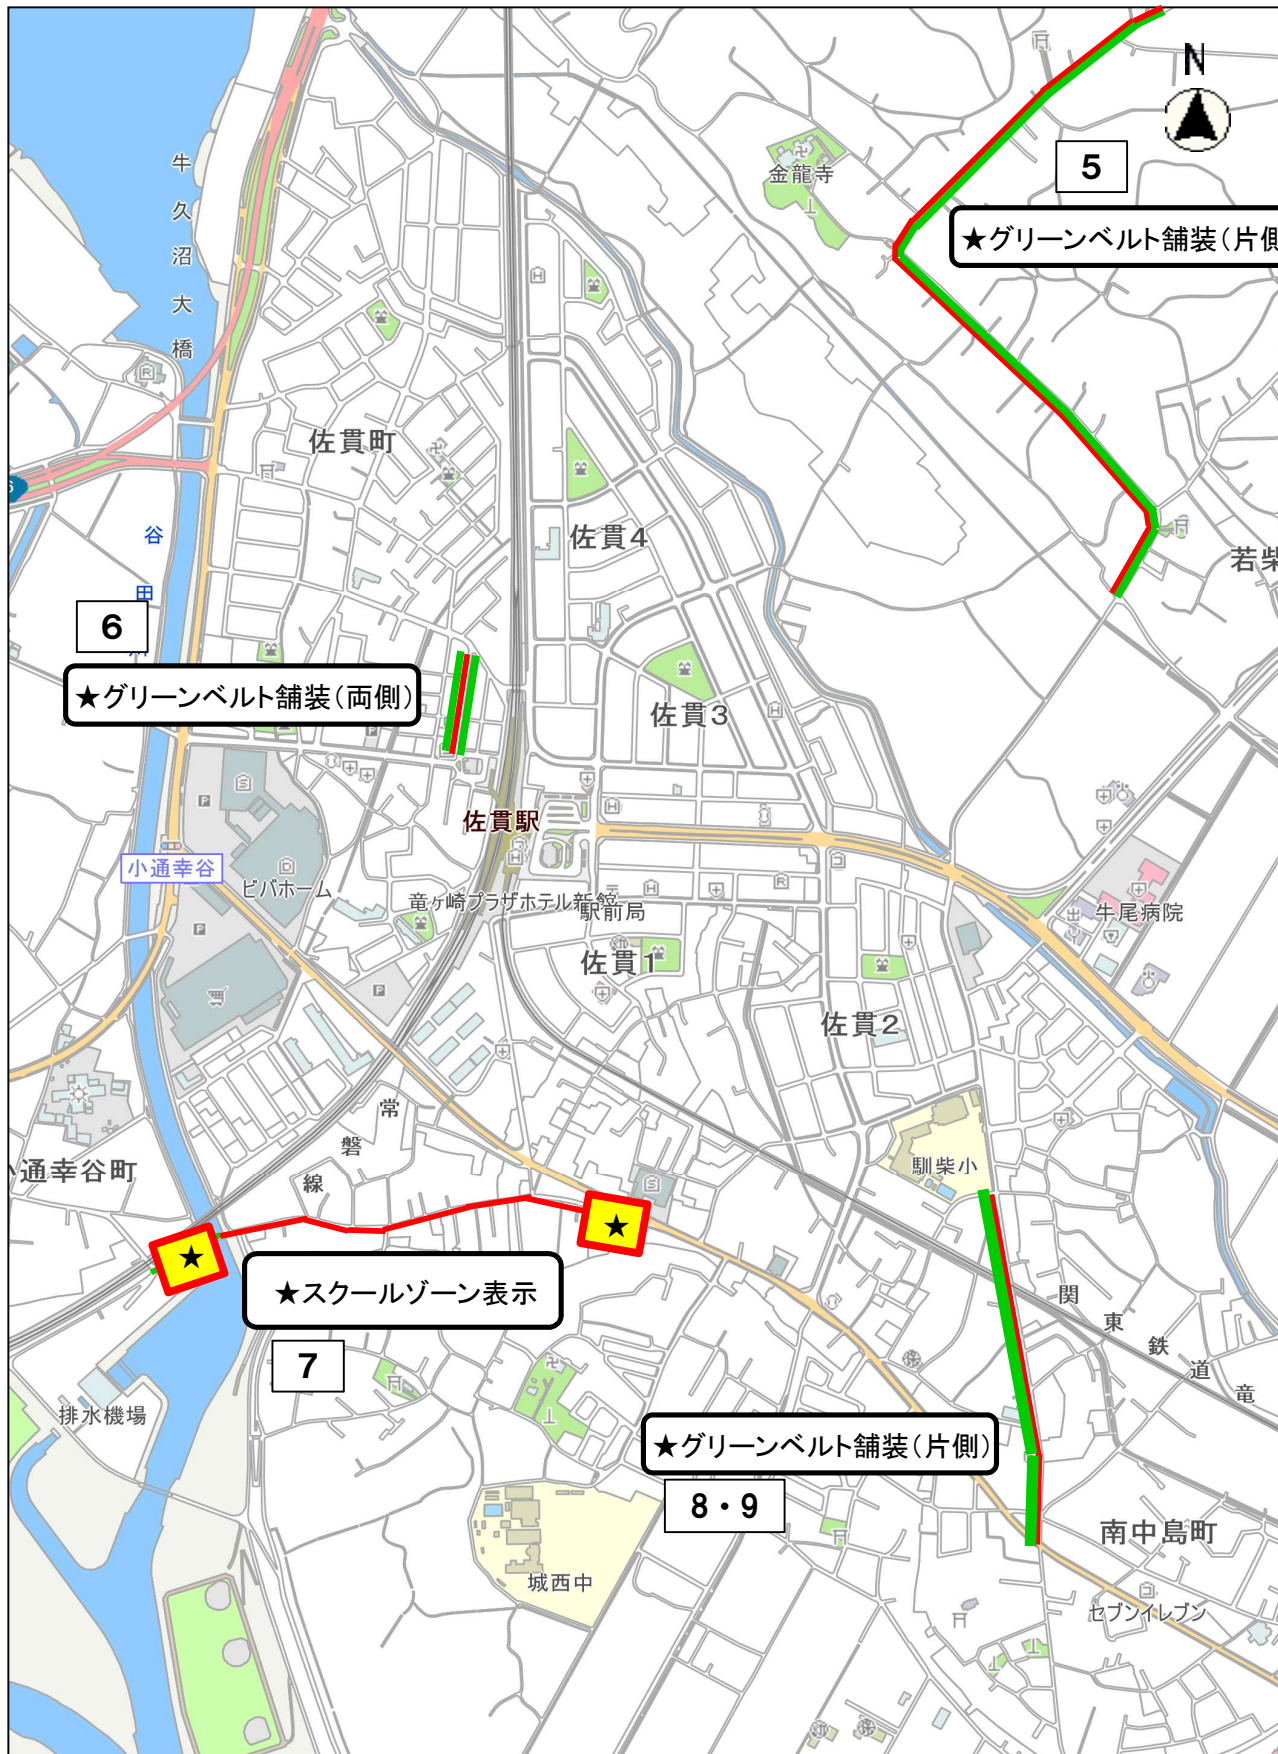 N
牛久沼大橋
金龍寺
5
★グリーンベルト舗装(片側
佐貫町
6
谷田川
佐貫4
若柴
6
★グリーンベルト舗装(両側)
佐貫3
佐貫駅
小通幸谷
ビバホーム
竜ヶ崎プラザホテル新館
駅前局
牛尾病院
佐貫1
佐貫2
常磐線
小通幸谷町
馴柴小
★
★
★スクールゾーン表示
7
関東鉄道竜
排水機場
★グリーンベルト舗装(片側)
8・9
南中島町
城西中
セブンイレブン